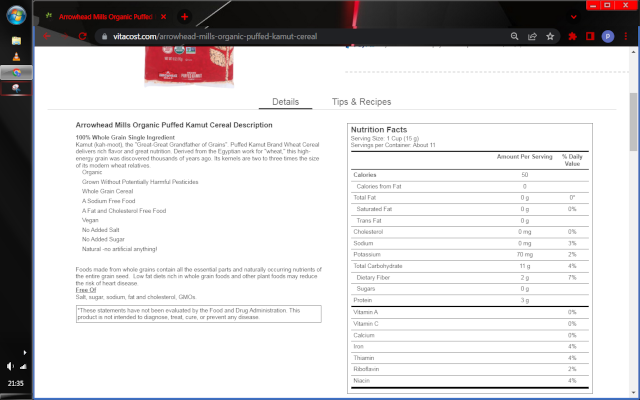 Arrowhead Mills Organic Puffed
vitacost.com/arrowhead-mills-organic-puffed-kamut-cereal
Details
Tips & Recipes
Arrowhead Mills Organic Puffed Kamut Cereal Description
100% Whole Grain Single Ingredient
Kamut (kah-moot), the "Great-Great Grandfather of Grains". Puffed Kamut Brand Wheat Cereal
delivers rich flavor and great nutrition. Derived from the Egyptian work for "wheat," this high-
energy grain was discovered thousands of years ago. Its kernels are two to three times the size
of its modern wheat relatives.
Organic
Grown Without Potentially Harmful Pesticides
Whole Grain Cereal
A Sodium Free Food
A Fat and Cholesterol Free Food
Vegan
No Added Salt
No Added Sugar
Natural -no artificial anything!
Foods made from whole grains contain all the essential parts and naturally occurring nutrients of
the entire grain seed. Low fat diets rich in whole grain foods and other plant foods may reduce
the risk of heart disease.
Free Of
Salt, sugar, sodium, fat and cholesterol, GMOs.
*These statements have not been evaluated by the Food and Drug Administration. This
product is not intended to diagnose, treat, cure, or prevent any disease.
Nutrition Facts
Serving Size: 1 Cup (15 g)
Servings per Container: About 11
Amount Per Serving % Daily
Value
Calories 50
Calories from Fat 0
Total Fat 0 g 0*
Saturated Fat 0 g 0%
Trans Fat 0 g
Cholesterol 0 mg 0%
Sodium 0 mg 3%
Potassium 70 mg 2%
Total Carbohydrate 11 g 4%
Dietary Fiber 2 g 7%
Sugars 0 g
Protein 3 g
Vitamin A 0%
Vitamin C 0%
Calcium 0%
Iron 4%
Thiamin 4%
Riboflavin 2%
Niacin 4%
21:35